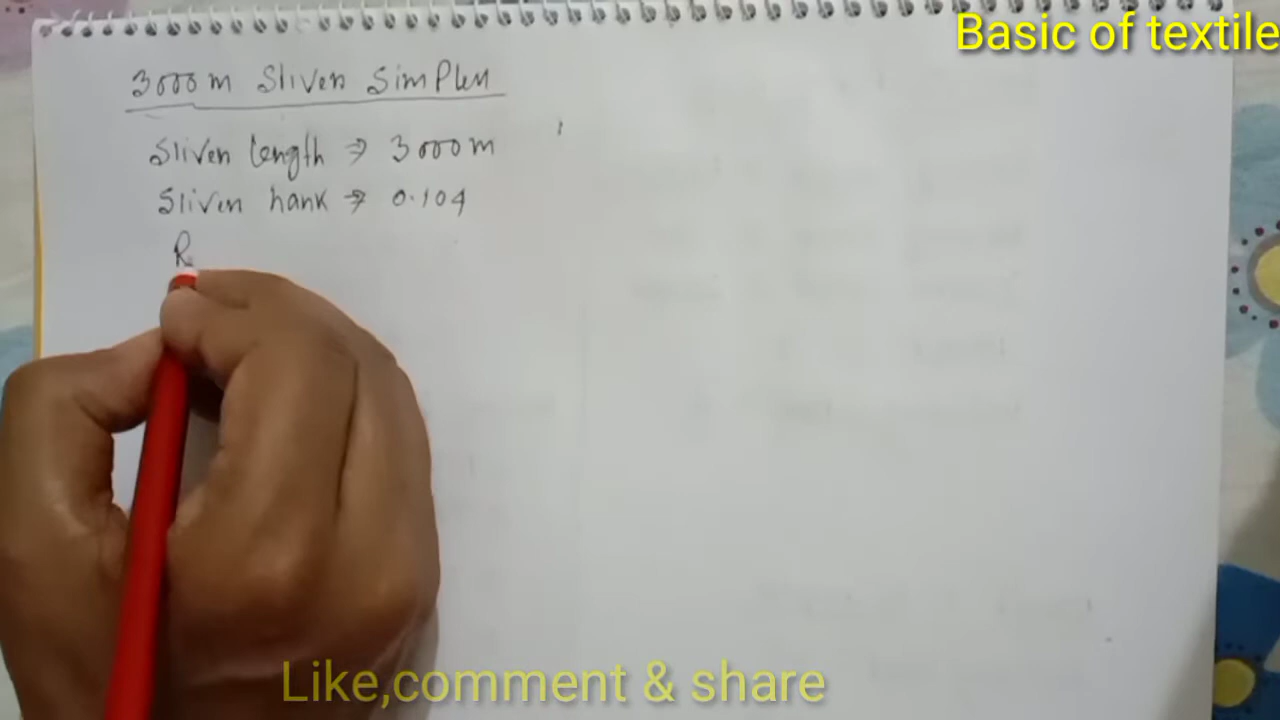 Basic of textile
3000m Sliver Simplex
Sliver length ⇒ 3000m
Sliver hank ⇒ 0.104
R
Like,comment & share